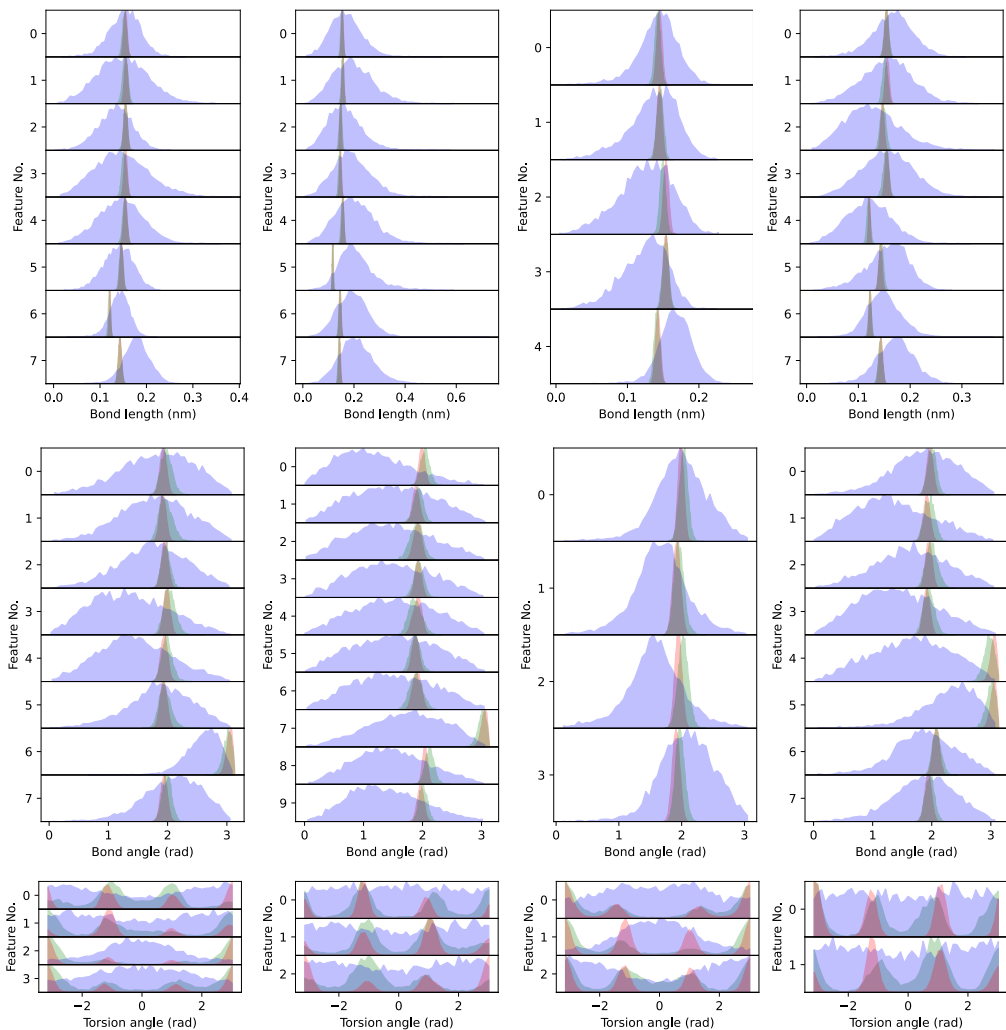 Feature No.
0
1
2
3
4
5
6
7
0.0 0.1 0.2 0.3 0.4
Bond length (nm)
Feature No.
0
1
2
3
4
5
6
7
0.0 0.2 0.4 0.6
Bond length (nm)
Feature No.
0
1
2
3
4
0.0 0.1 0.2
Bond length (nm)
Feature No.
0
1
2
3
4
5
6
7
0.0 0.1 0.2 0.3
Bond length (nm)
Feature No.
0
1
2
3
4
5
6
7
0 1 2 3
Bond angle (rad)
Feature No.
0
1
2
3
4
5
6
7
8
9
0 1 2 3
Bond angle (rad)
Feature No.
0
1
2
3
0 1 2 3
Bond angle (rad)
Feature No.
0
1
2
3
4
5
6
7
0 1 2 3
Bond angle (rad)
Feature No.
0
1
2
3
−2 0 2
Torsion angle (rad)
Feature No.
0
1
2
−2 0 2
Torsion angle (rad)
Feature No.
0
1
2
−2 0 2
Torsion angle (rad)
Feature No.
0
1
−2 0 2
Torsion angle (rad)